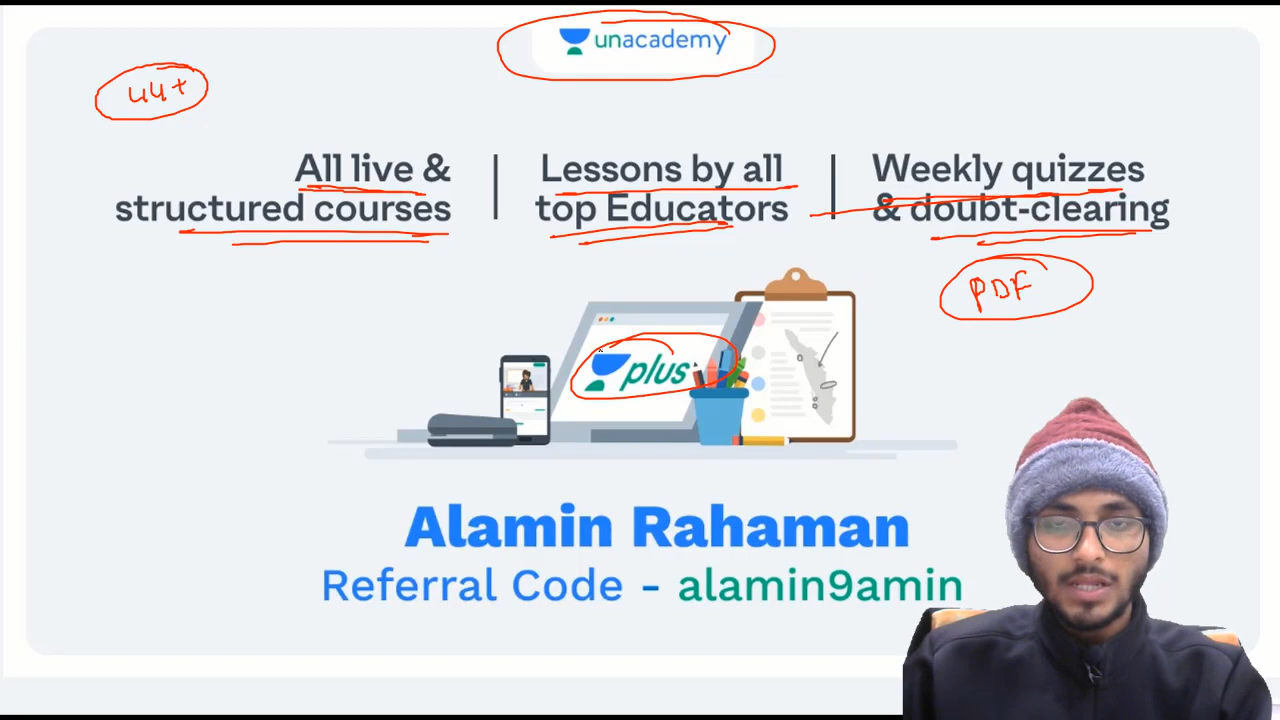 unacademy
44+
All live &
structured courses
Lessons by all
top Educators
Weekly quizzes
& doubt-clearing
PDF
plus
Alamin Rahaman
Referral Code - alamin9amin